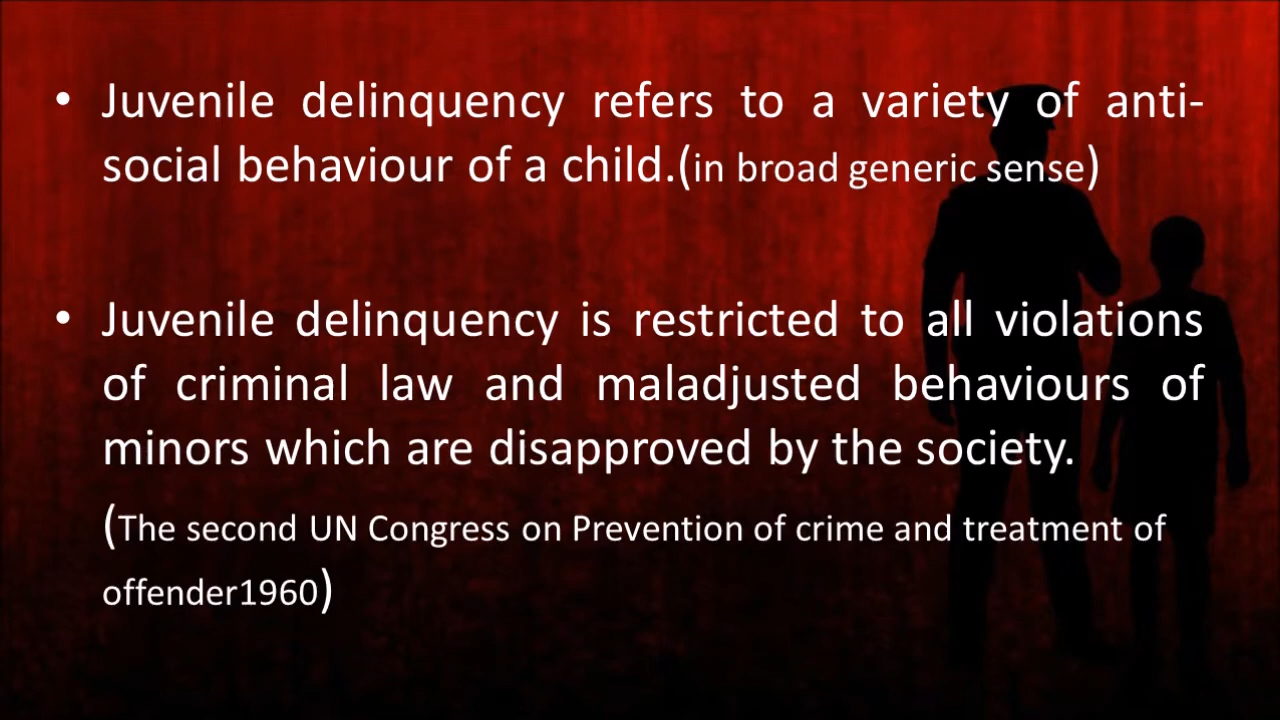 • Juvenile delinquency refers to a variety of anti-
social behaviour of a child.(in broad generic sense)
• Juvenile delinquency is restricted to all violations
of criminal law and maladjusted behaviours of
minors which are disapproved by the society.
(The second UN Congress on Prevention of crime and treatment of
offender1960)